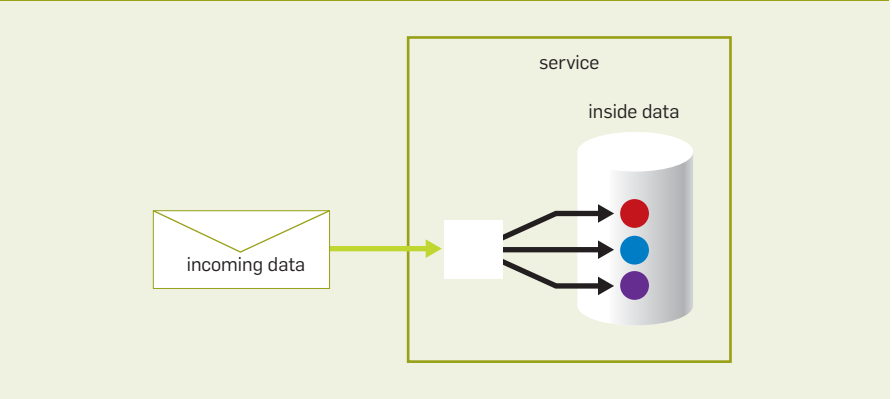 service
inside data
incoming data